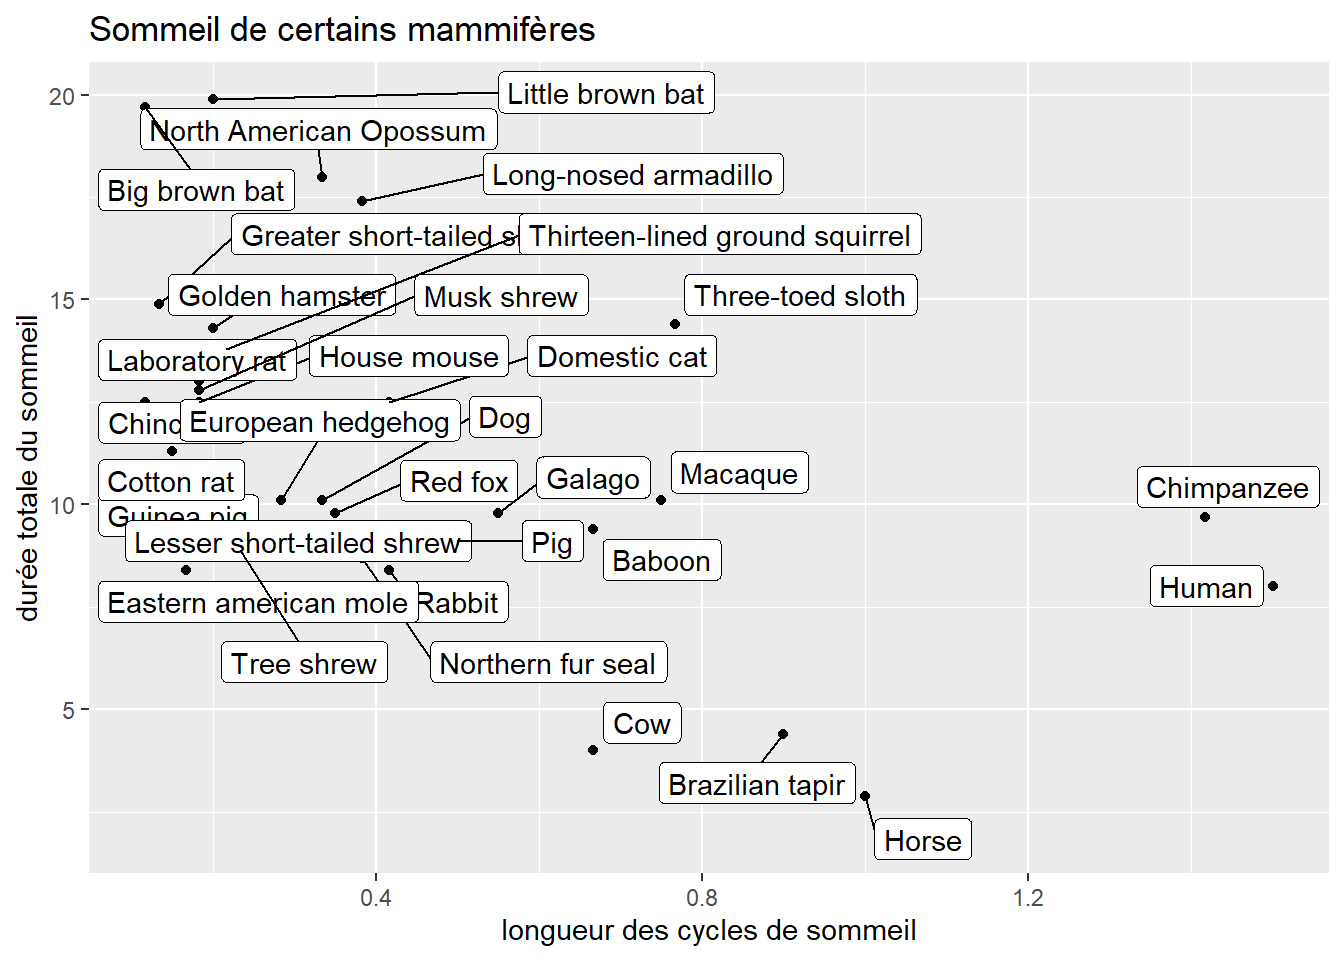 Sommeil de certains mammifères
20
Little brown bat
North American Opossum
Long-nosed armadillo
Big brown bat
Greater short-tailed s
Thirteen-lined ground squirrel
15
Golden hamster
Musk shrew
Three-toed sloth
Laboratory rat
House mouse
Domestic cat
Chinc
European hedgehog
Dog
Cotton rat
Red fox
Galago
Macaque
Chimpanzee
10
Guinea pig
Lesser short-tailed shrew
Pig
Baboon
Human
Eastern american mole
Rabbit
Tree shrew
Northern fur seal
5
Cow
Brazilian tapir
Horse
0.4
0.8
1.2
longueur des cycles de sommeil
durée totale du sommeil